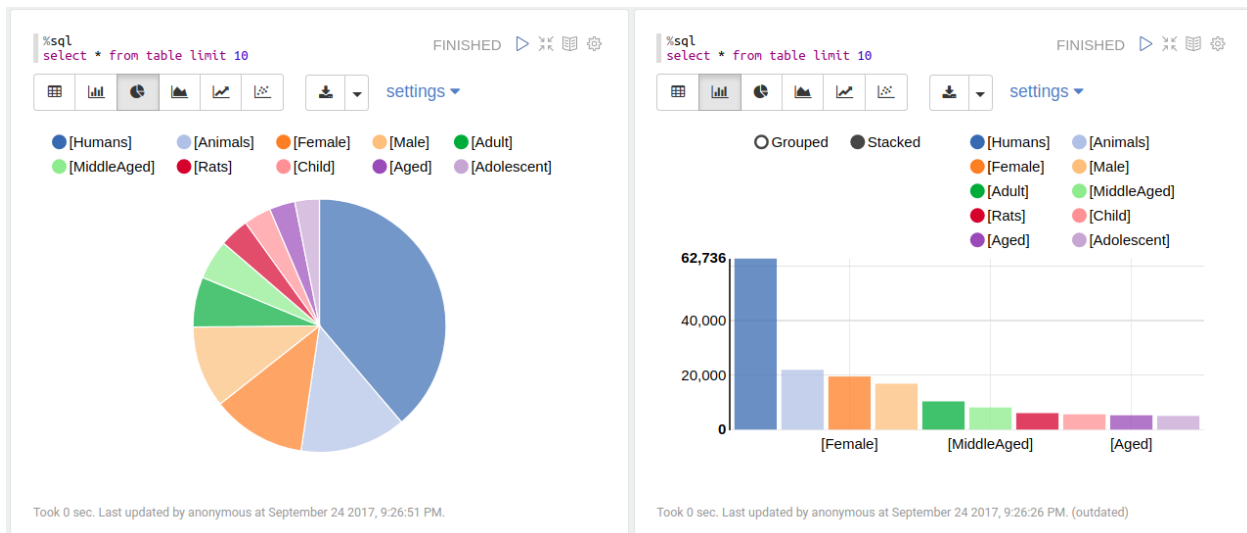 %sql
select * from table limit 10
FINISHED
settings
[Humans] [Animals] [Female] [Male] [Adult]
[MiddleAged] [Rats] [Child] [Aged] [Adolescent]
Took 0 sec. Last updated by anonymous at September 24 2017, 9:26:51 PM.
%sql
select * from table limit 10
FINISHED
settings
Grouped Stacked [Humans] [Animals]
[Female] [Male]
[Adult] [MiddleAged]
[Rats] [Child]
[Aged] [Adolescent]
62,736
40,000
20,000
0
[Female] [MiddleAged] [Aged]
Took 0 sec. Last updated by anonymous at September 24 2017, 9:26:26 PM. (outdated)